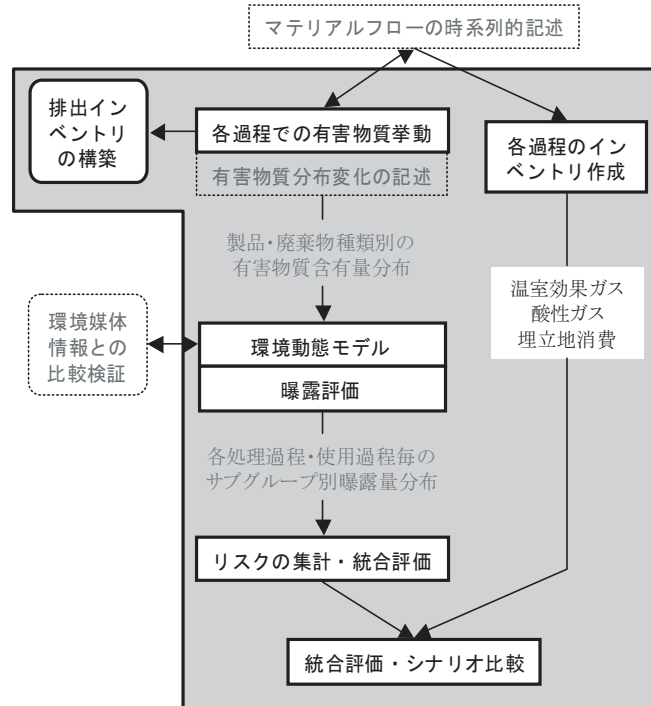 マテリアルフローの時系列的記述
排出イン
ベントリ
の構築
各過程での有害物質挙動
有害物質分布変化の記述
各過程のイン
ベントリ作成
製品・廃棄物種類別の
有害物質含有量分布
温室効果ガス
酸性ガス
埋立地消費
環境媒体
情報との
比較検証
環境動態モデル
曝露評価
各処理過程・使用過程毎の
サブグループ別曝露量分布
リスクの集計・統合評価
統合評価・シナリオ比較